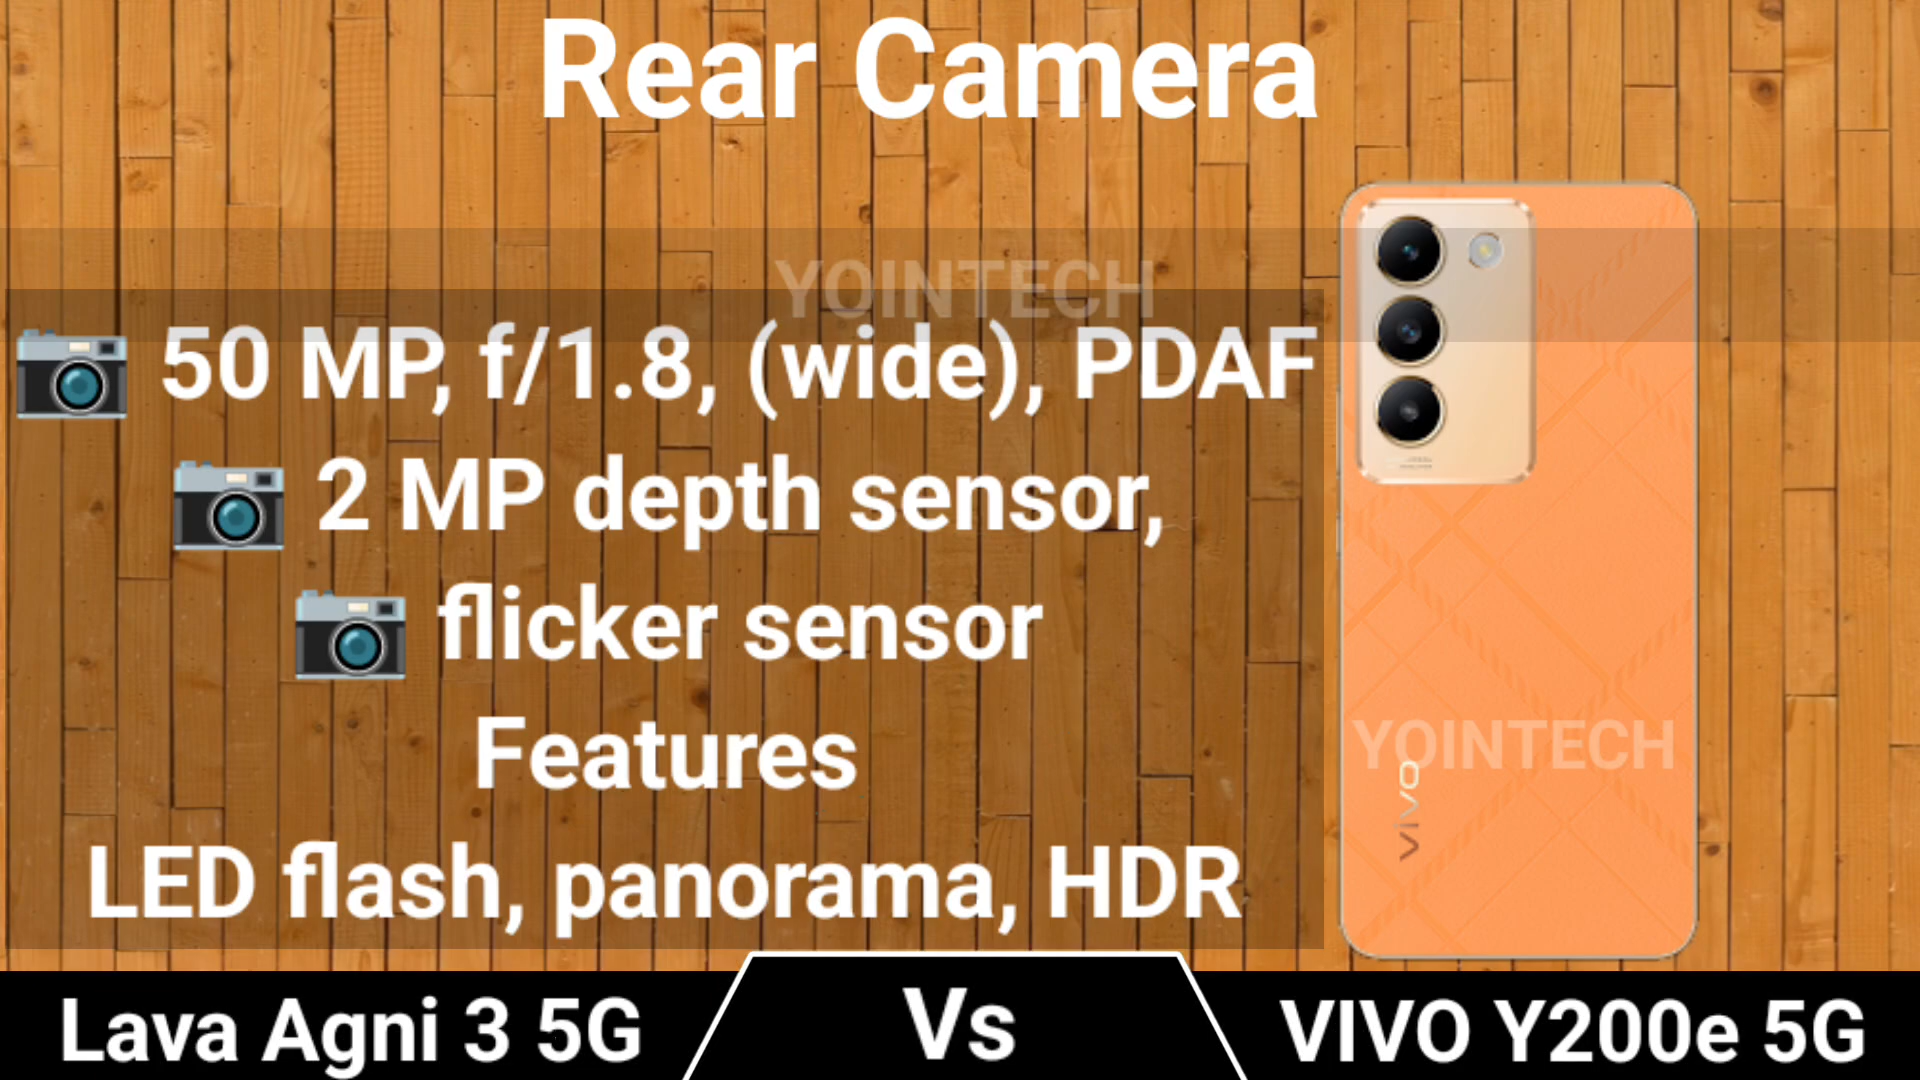 Rear Camera
YOINTECH
50 MP, f/1.8, (wide), PDAF
2 MP depth sensor,
flicker sensor
Features
LED flash, panorama, HDR
YOINTECH
vivo
Lava Agni 3 5G
Vs
VIVO Y200e 5G